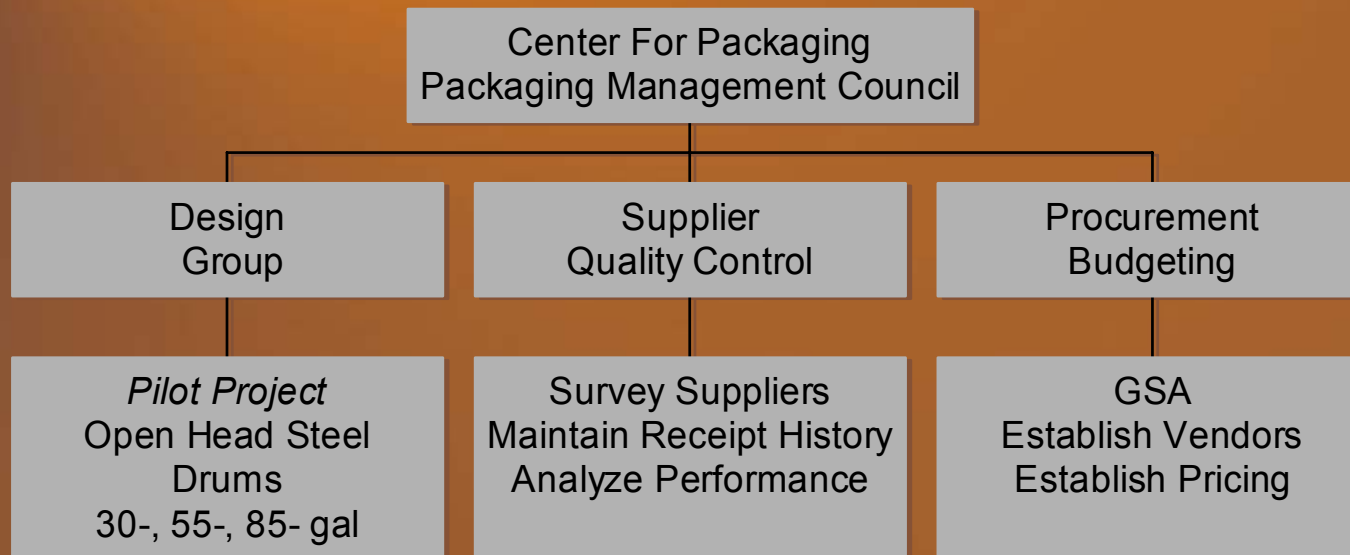 Center For Packaging
Packaging Management Council
Design
Group
Supplier
Quality Control
Procurement
Budgeting
Pilot Project
Open Head Steel
Drums
30-, 55-, 85- gal
Survey Suppliers
Maintain Receipt History
Analyze Performance
GSA
Establish Vendors
Establish Pricing